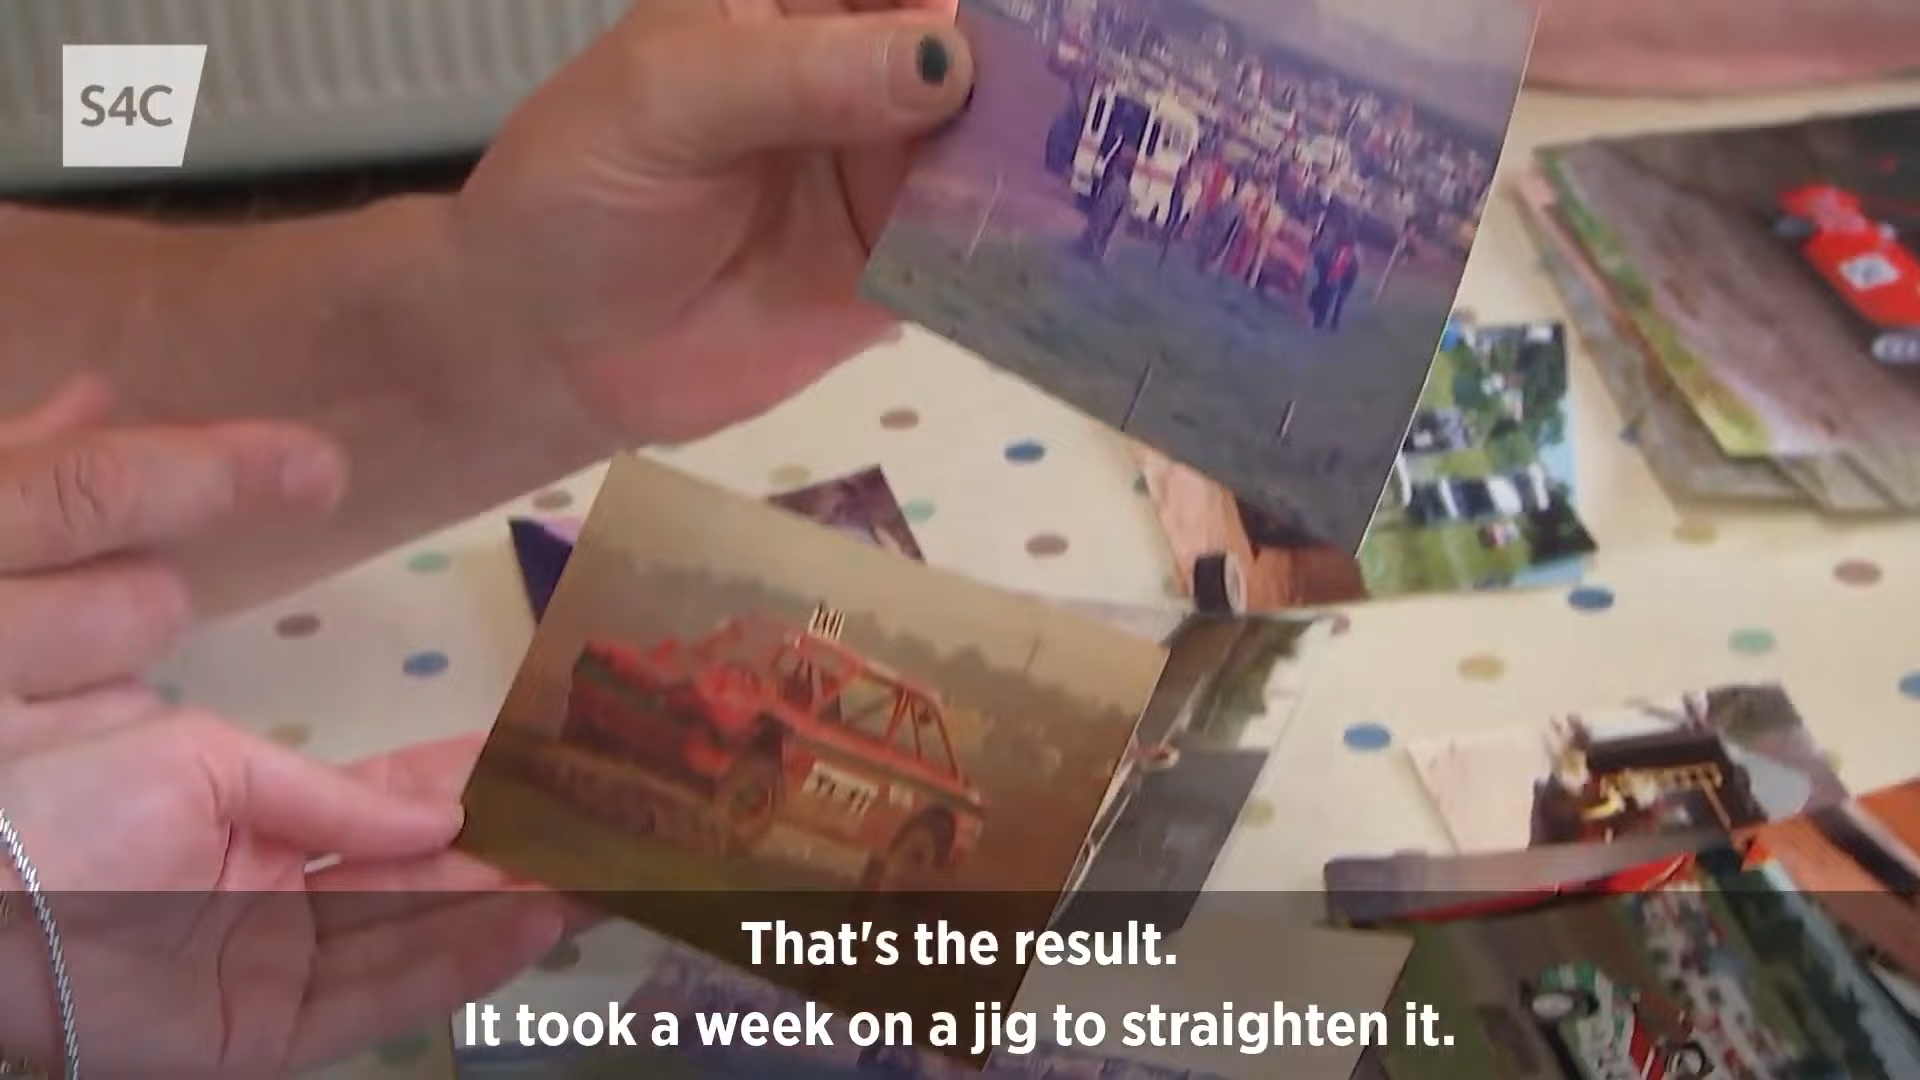 S4C
That's the result.
It took a week on a jig to straighten it.